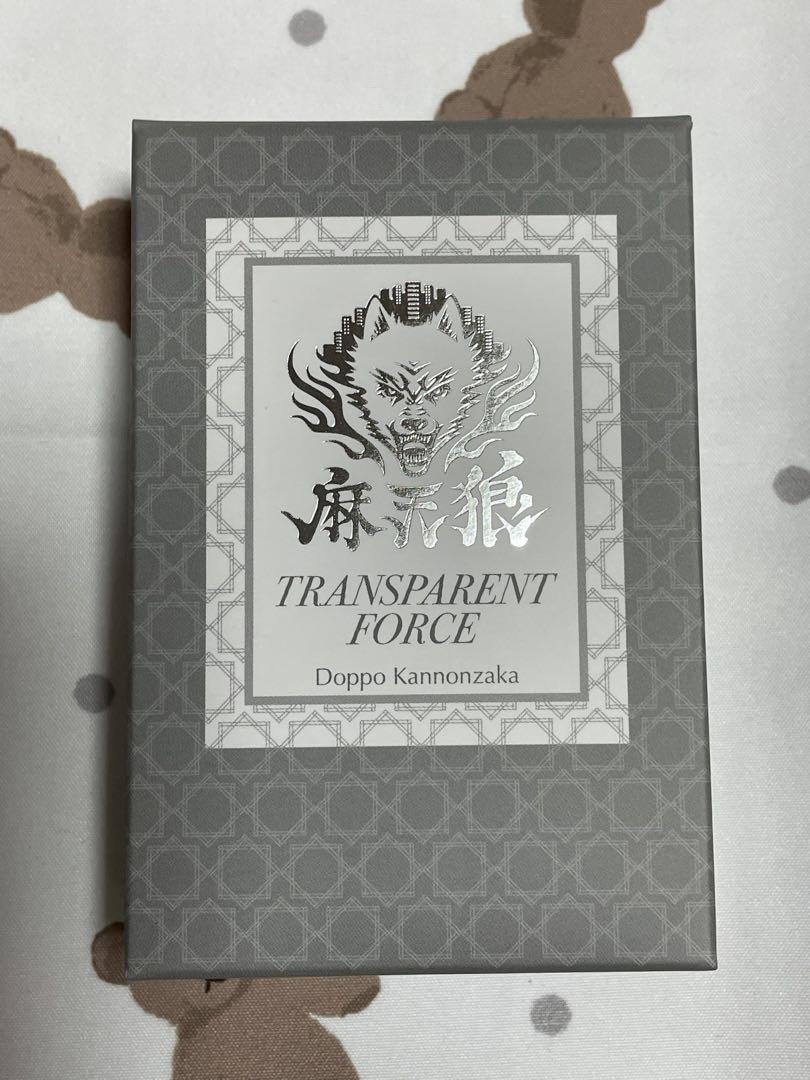 麻天狼
TRANSPARENT
FORCE
Doppo Kannonzaka